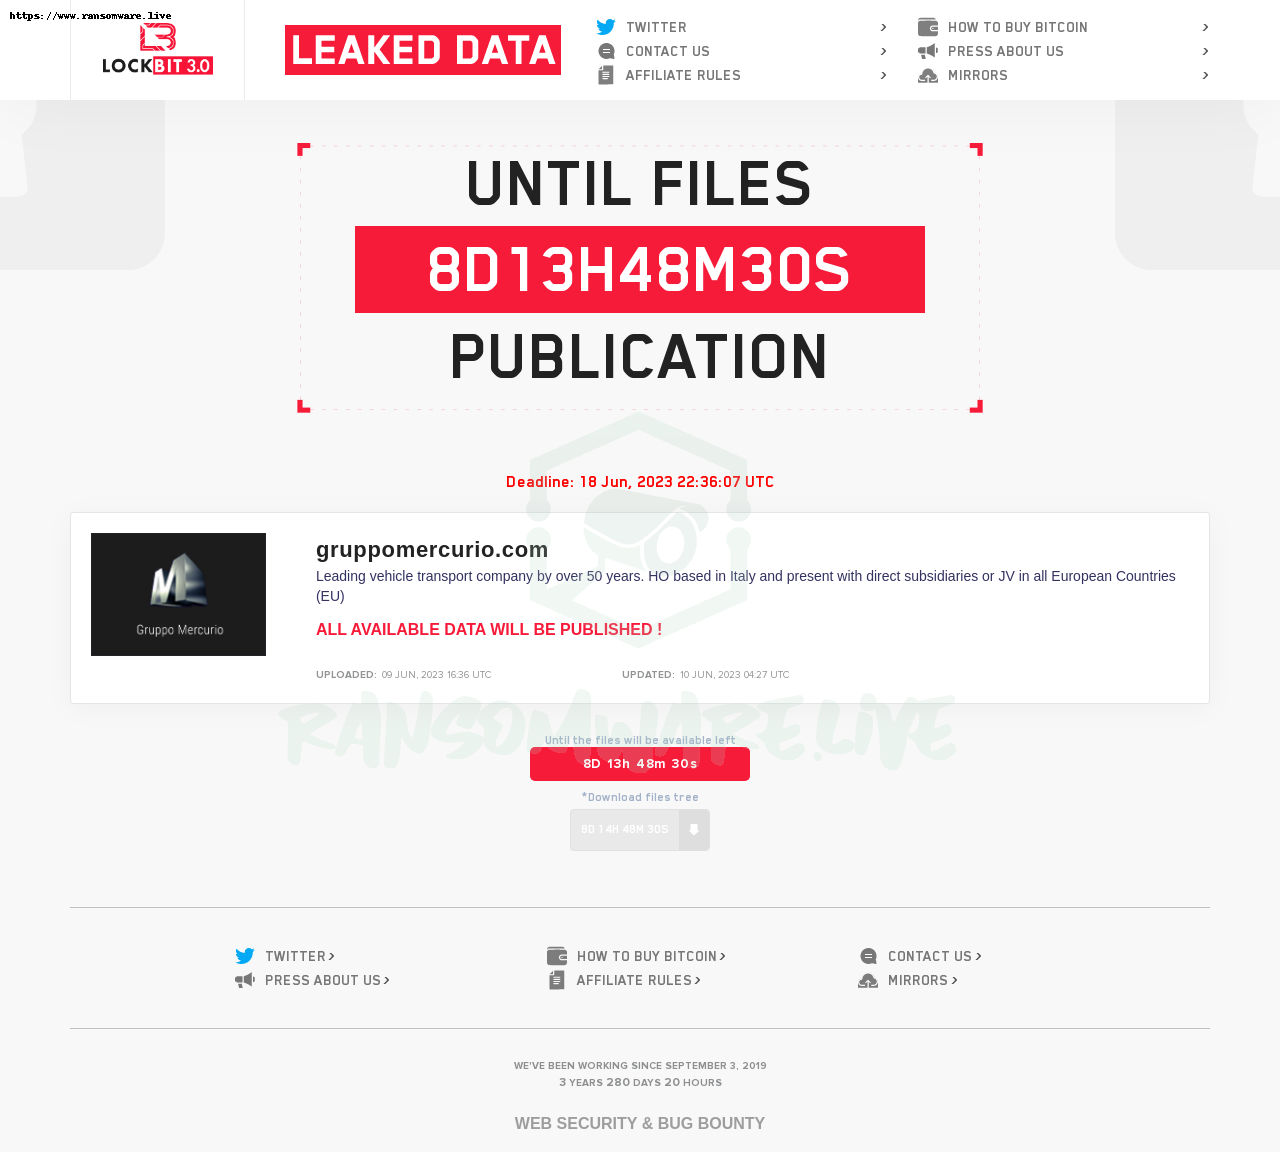 https://www.ransomware.live
LOCKBIT 3.0
LEAKED DATA
TWITTER
CONTACT US
AFFILIATE RULES
HOW TO BUY BITCOIN
PRESS ABOUT US
MIRRORS
UNTIL FILES
8D13H48M30S
PUBLICATION
Deadline: 18 Jun, 2023 22:36:07 UTC
Gruppo Mercurio
gruppomercurio.com
Leading vehicle transport company by over 50 years. HO based in Italy and present with direct subsidiaries or JV in all European Countries
(EU)
ALL AVAILABLE DATA WILL BE PUBLISHED !
UPLOADED: 09 JUN, 2023 16:36 UTC
UPDATED: 10 JUN, 2023 04:27 UTC
RANSOMWARE.LIVE
Until the files will be available left
8D 13h 48m 30s
*Download files tree
8D 14H 48M 30S
TWITTER
HOW TO BUY BITCOIN
CONTACT US
PRESS ABOUT US
AFFILIATE RULES
MIRRORS
WE'VE BEEN WORKING SINCE SEPTEMBER 3, 2019
3 YEARS 280 DAYS 20 HOURS
WEB SECURITY & BUG BOUNTY